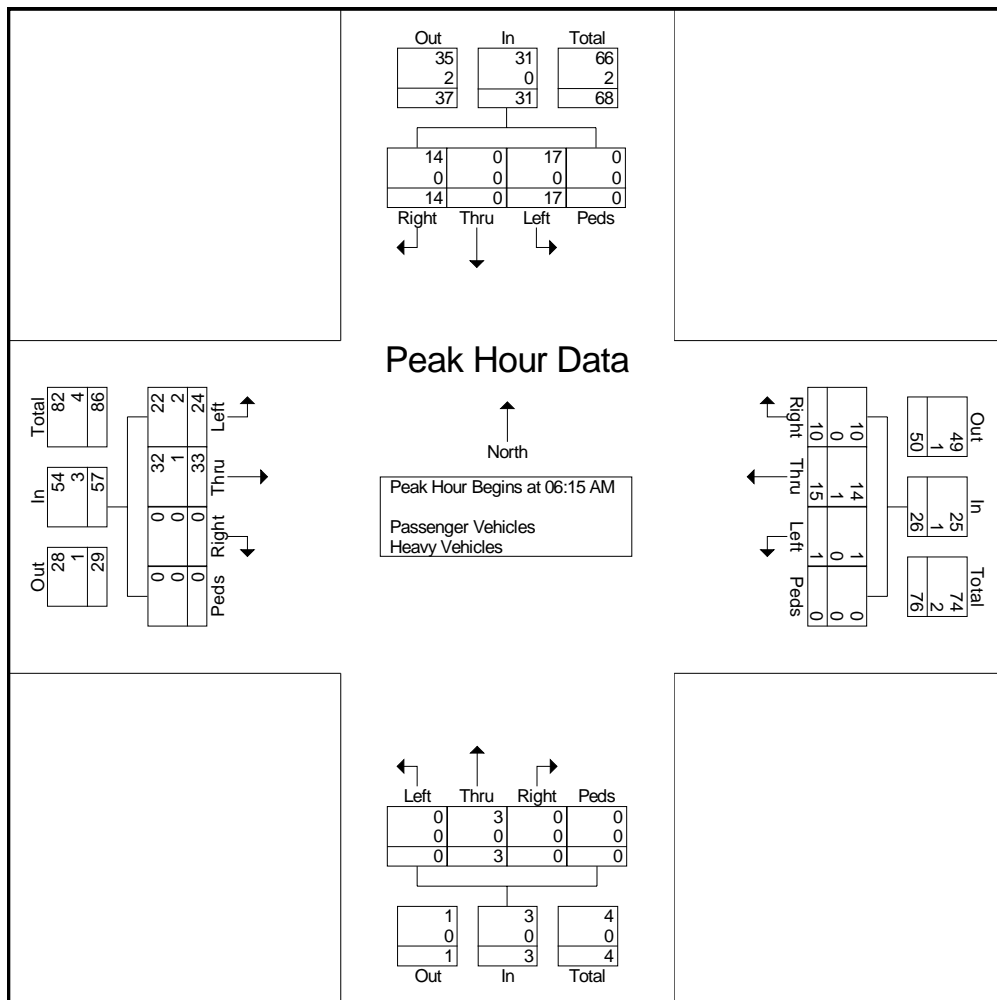 Out In Total
35 31 66
2 0 2
37 31 68
14 0 17 0
0 0 0 0
14 0 17 0
Right Thru Left Peds
Peak Hour Data
North
Peak Hour Begins at 06:15 AM
Passenger Vehicles
Heavy Vehicles
Left Thru Right Peds
22 32 0 0
2 1 0 0
24 33 0 0
Total In Out
82 54 28
4 3 1
86 57 29
Right Thru Left Peds
10 14 1 0
0 1 0 0
10 15 1 0
Out In Total
49 25 74
1 1 2
50 26 76
Left Thru Right Peds
0 3 0 0
0 0 0 0
0 3 0 0
1 3 4
0 0 0
1 3 4
Out In Total